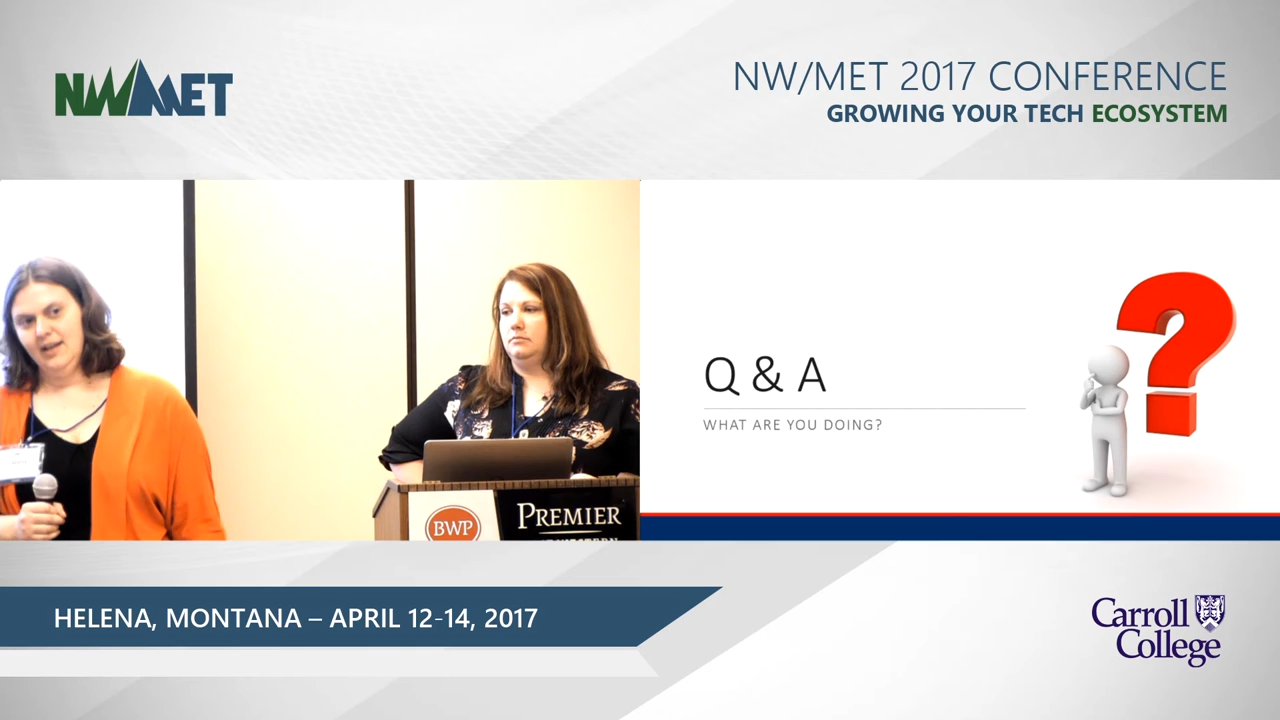 NWMET
NW/MET 2017 CONFERENCE
GROWING YOUR TECH ECOSYSTEM
Q & A
WHAT ARE YOU DOING?
BWP
PREMIER
HELENA, MONTANA – APRIL 12-14, 2017
Carroll
College